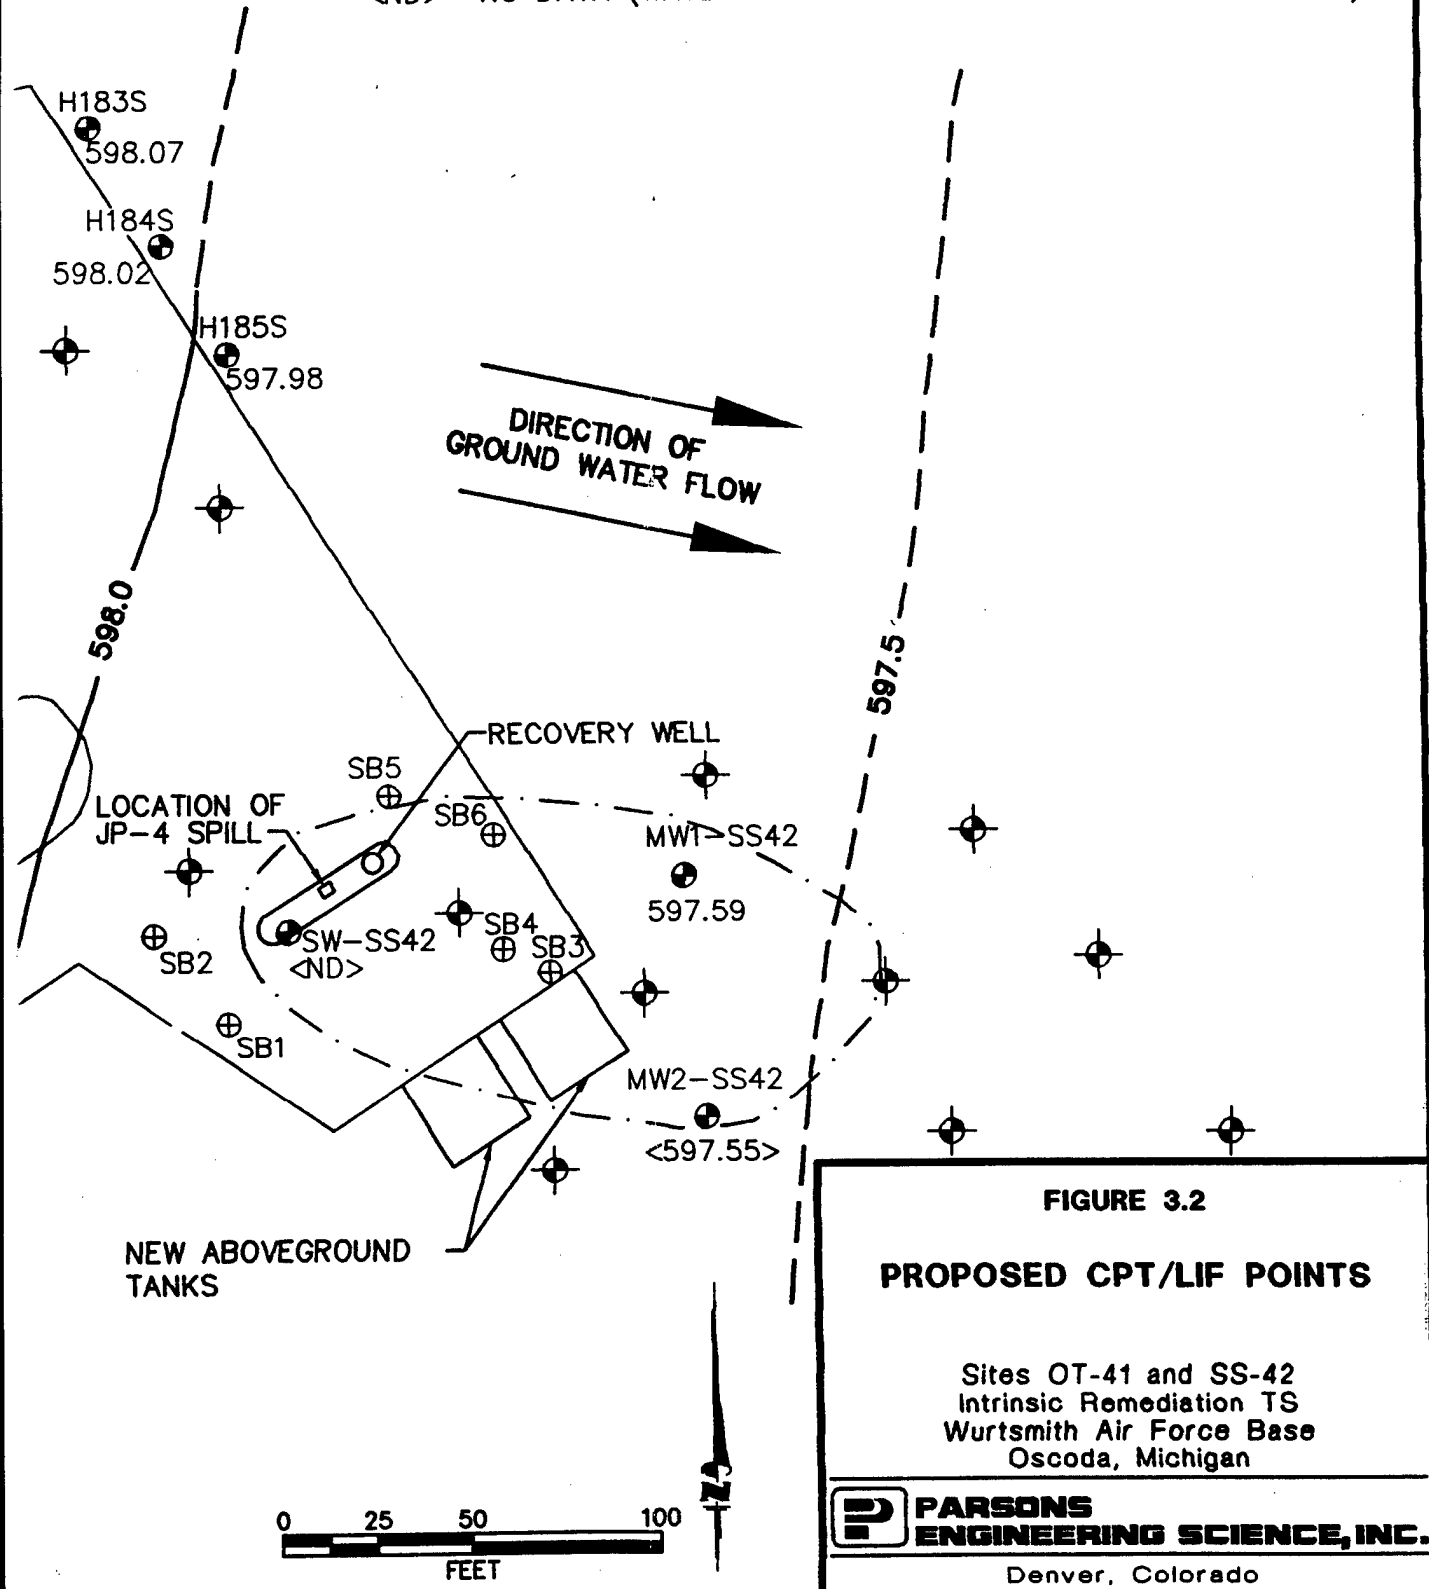 H183S
598.07
H184S
598.02
H185S
597.98
DIRECTION OF
GROUND WATER FLOW
598.0
597.5
RECOVERY WELL
SB5
LOCATION OF
JP-4 SPILL
SB6
MW1-SS42
597.59
SW-SS42
<ND>
SB4
SB3
SB2
SB1
MW2-SS42
<597.55>
NEW ABOVEGROUND
TANKS
N
0 25 50 100
FEET
FIGURE 3.2
PROPOSED CPT/LIF POINTS
Sites OT-41 and SS-42
Intrinsic Remediation TS
Wurtsmith Air Force Base
Oscoda, Michigan
PARSONS
ENGINEERING SCIENCE, INC.
Denver, Colorado